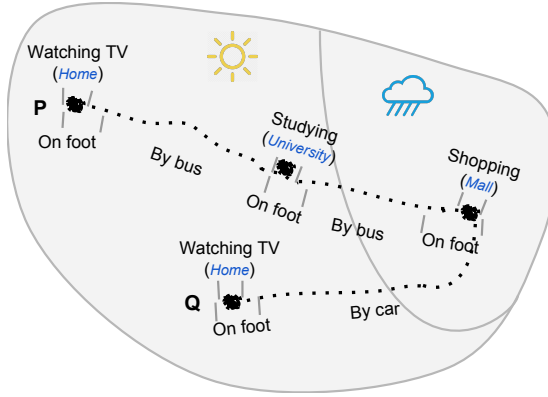 Watching TV
(Home)
P
On foot
By bus
Studying
(University)
On foot
By bus
Shopping
(Mall)
On foot
Watching TV
(Home)
Q
On foot
By car